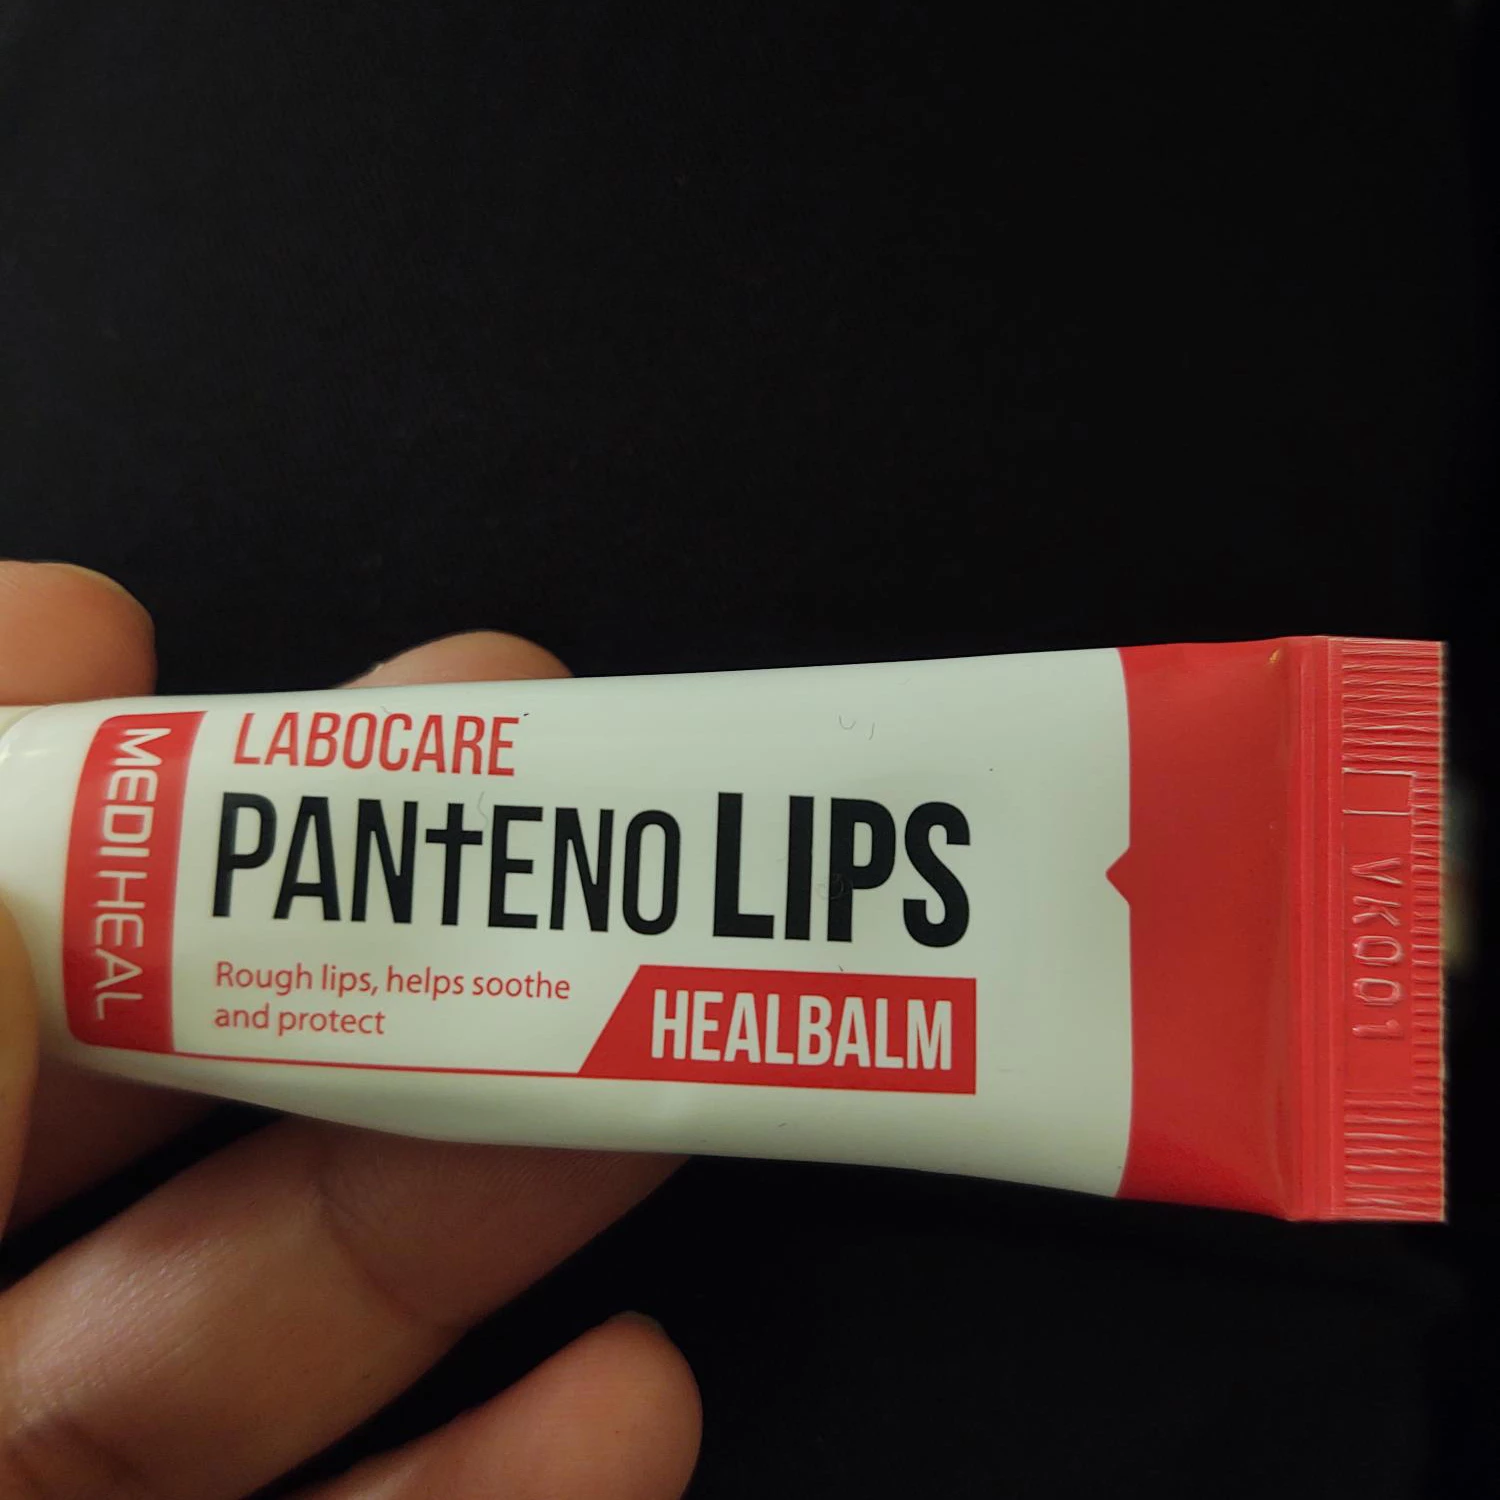 MEDIHEAL
LABOCARE
PANTENO LIPS
Rough lips, helps soothe
and protect
HEALBALM
VK001